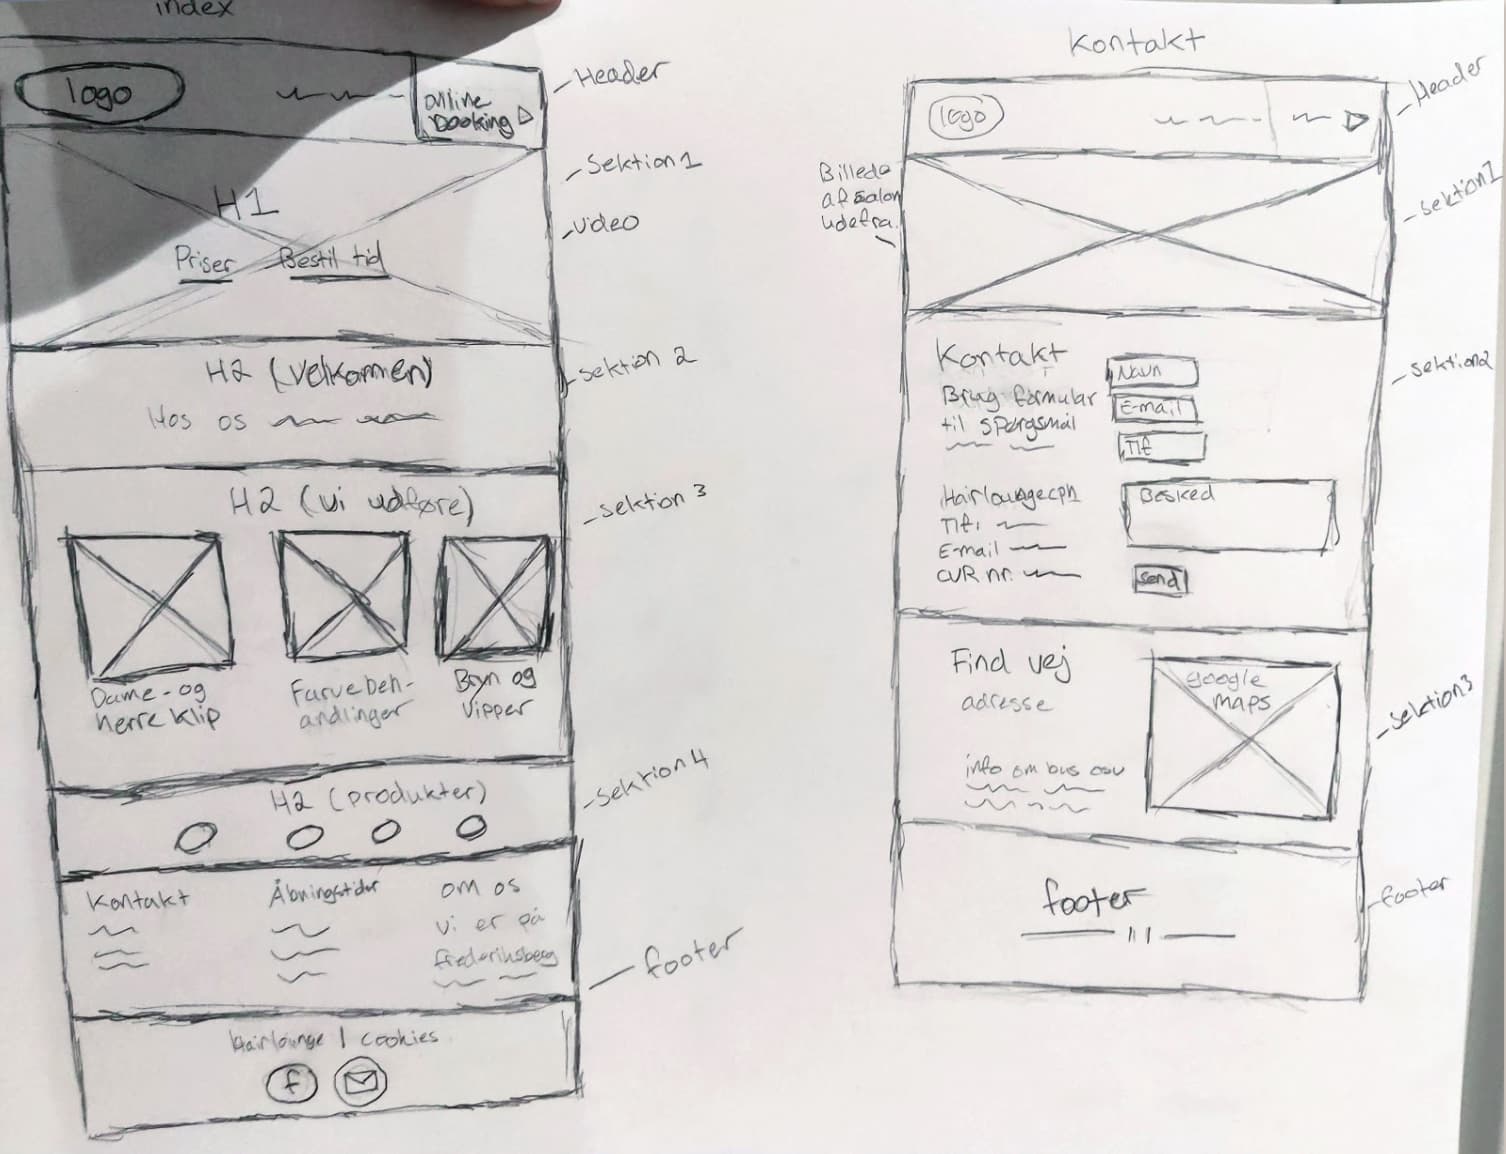 index
logo
online
booking
Header
H1
Priser Bestil tid
Sektion 1
video
H2 (velkommen)
Hos os
Sektion 2
H2 (vi udføre)
Dame - og
herre klip
Farvebeh-
andlinger
Bryn og
Vipper
Sektion 3
H2 (produkter)
Sektion 4
Kontakt
Åbningstider
om os
vi er på
frederiksberg
footer
Hairlounge | cookies
f
Kontakt
logo
Header
Billede
af salon
udefra.
Sektion 1
Kontakt
Brug formular
til spørgsmål
Navn
E-mail
Tlf
Besked
send
Hairloungecph
Tlf:
E-mail
CVR nr.
Sektion 2
Find vej
adresse
info om bus osv
google
maps
Sektion 3
footer
footer